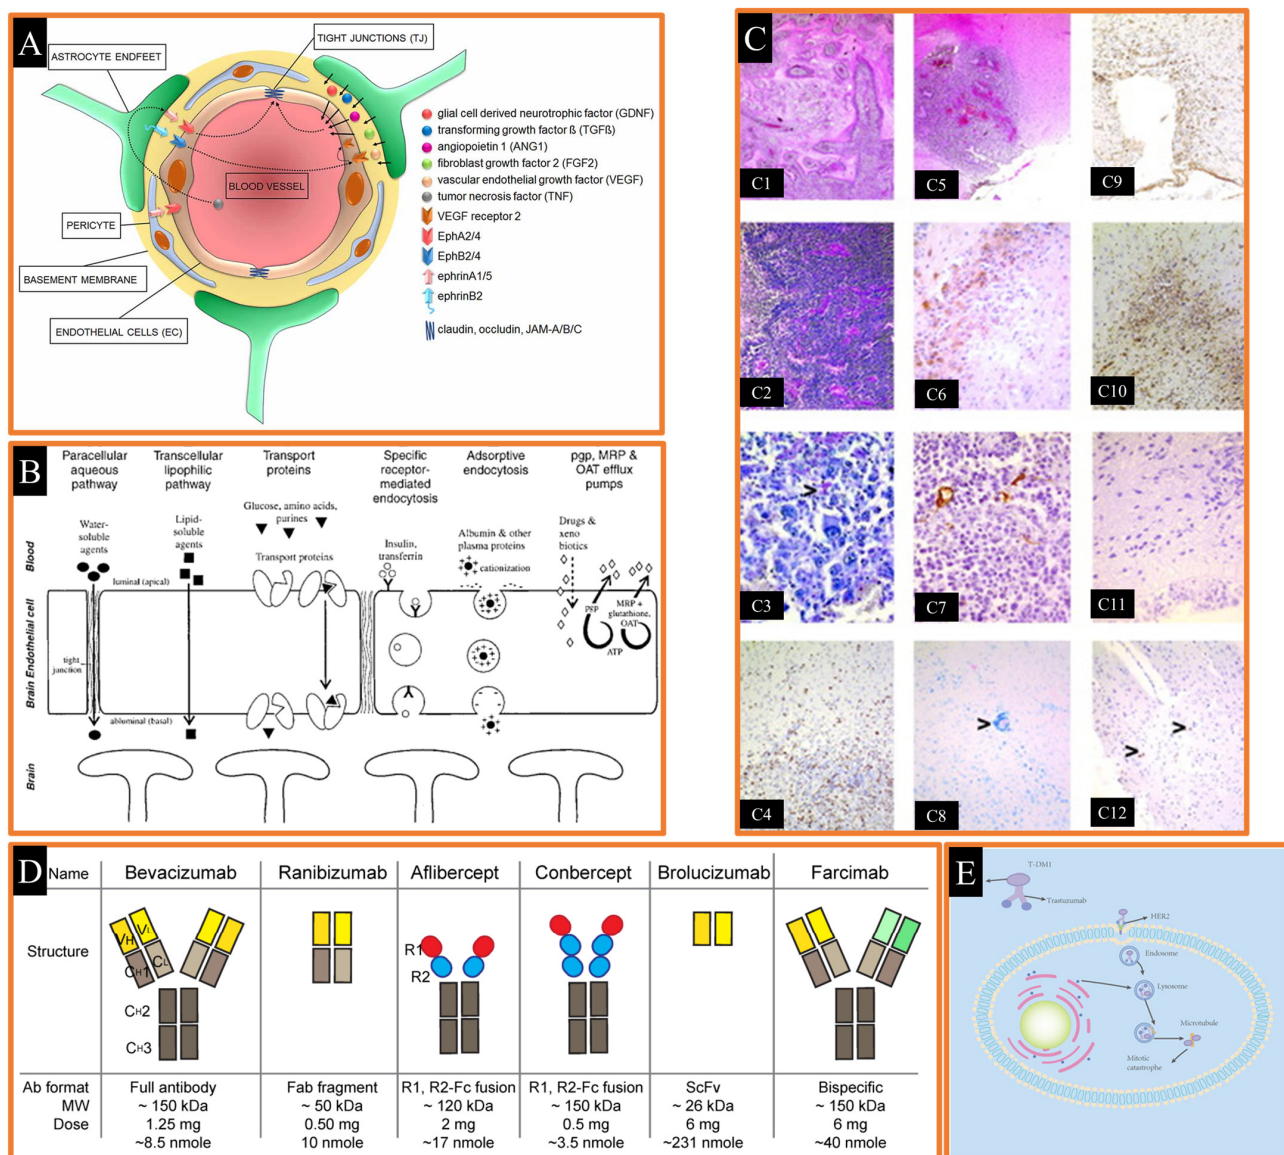 A
ASTROCYTE ENDFEET
TIGHT JUNCTIONS (TJ)
BLOOD VESSEL
PERICYTE
BASEMENT MEMBRANE
ENDOTHELIAL CELLS (EC)
glial cell derived neurotrophic factor (GDNF)
transforming growth factor ß (TGFß)
angiopoietin 1 (ANG1)
fibroblast growth factor 2 (FGF2)
vascular endothelial growth factor (VEGF)
tumor necrosis factor (TNF)
VEGF receptor 2
EphA2/4
EphB2/4
ephrinA1/5
ephrinB2
claudin, occludin, JAM-A/B/C
B
Paracellular
aqueous
pathway
Transcellular
lipophilic
pathway
Transport
proteins
Specific
receptor-
mediated
endocytosis
Adsorptive
endocytosis
pgp, MRP &
OAT efflux
pumps
Water-
soluble
agents
Lipid-
soluble
agents
Glucose, amino acids,
purines
Transport proteins
Insulin,
transferrin
Albumin & other
plasma proteins
cationization
Drugs &
xeno
biotics
Blood
Brain Endothelial cell
Brain
luminal (apical)
tight
junction
abluminal (basal)
PgP
MRP +
glutathione,
OAT
ATP
C
C1
C5
C9
C2
C6
C10
C3
C7
C11
C4
C8
C12
D
Name Bevacizumab Ranibizumab Aflibercept Conbercept Brolucizumab Farcimab
Structure
VH VL
CH1 CL
CH2
CH3
R1
R2
Ab format Full antibody Fab fragment R1, R2-Fc fusion R1, R2-Fc fusion ScFv Bispecific
MW ~ 150 kDa ~ 50 kDa ~ 120 kDa ~ 150 kDa ~ 26 kDa ~ 150 kDa
Dose 1.25 mg 0.50 mg 2 mg 0.5 mg 6 mg 6 mg
~8.5 nmole 10 nmole ~17 nmole ~3.5 nmole ~231 nmole ~40 nmole
E
T-DM1
Trastuzumab
HER2
Endosome
Lysosome
Microtubule
Mitotic
catastrophe